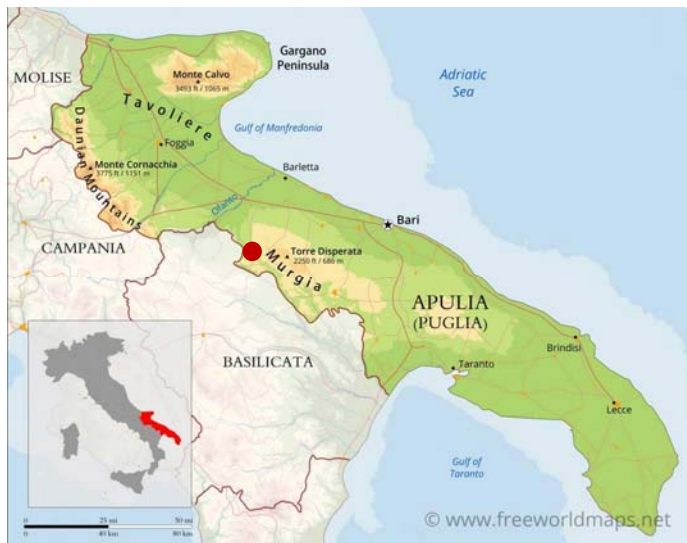 MOLISE
Gargano
Peninsula
Monte Calvo
3493 ft / 1065 m
Adriatic
Sea
Tavoliere
Gulf of Manfredonia
Foggia
Daunian Mountains
Monte Cornacchia
3775 ft / 1151 m
Barletta
Ofanto
Bari
CAMPANIA
Torre Disperata
2250 ft / 686 m
Murgia
APULIA
(PUGLIA)
BASILICATA
Brindisi
Taranto
Lecce
Gulf of
Taranto
0 25 mi 50 mi
0 40 km 80 km
© www.freeworldmaps.net